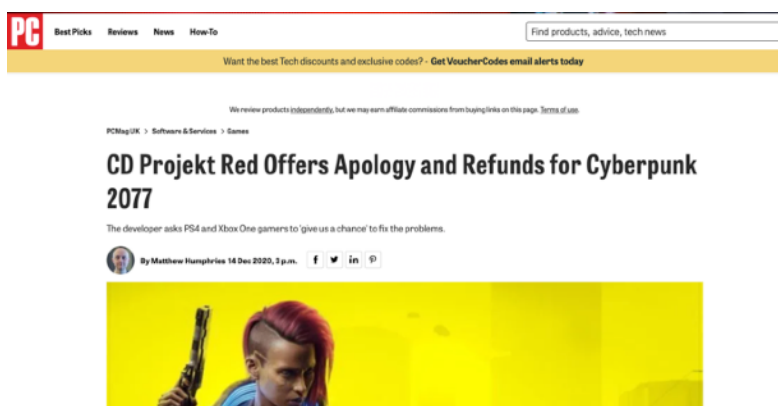 PC
Best Picks Reviews News How-To
Find products, advice, tech news
Want the best Tech discounts and exclusive codes? - Get VoucherCodes email alerts today
We review products independently, but we may earn affiliate commissions from buying links on this page. Terms of use.
PCMag UK > Software & Services > Games
CD Projekt Red Offers Apology and Refunds for Cyberpunk
2077
The developer asks PS4 and Xbox One gamers to 'give us a chance' to fix the problems.
By Matthew Humphries 14 Dec 2020, 3 p.m.